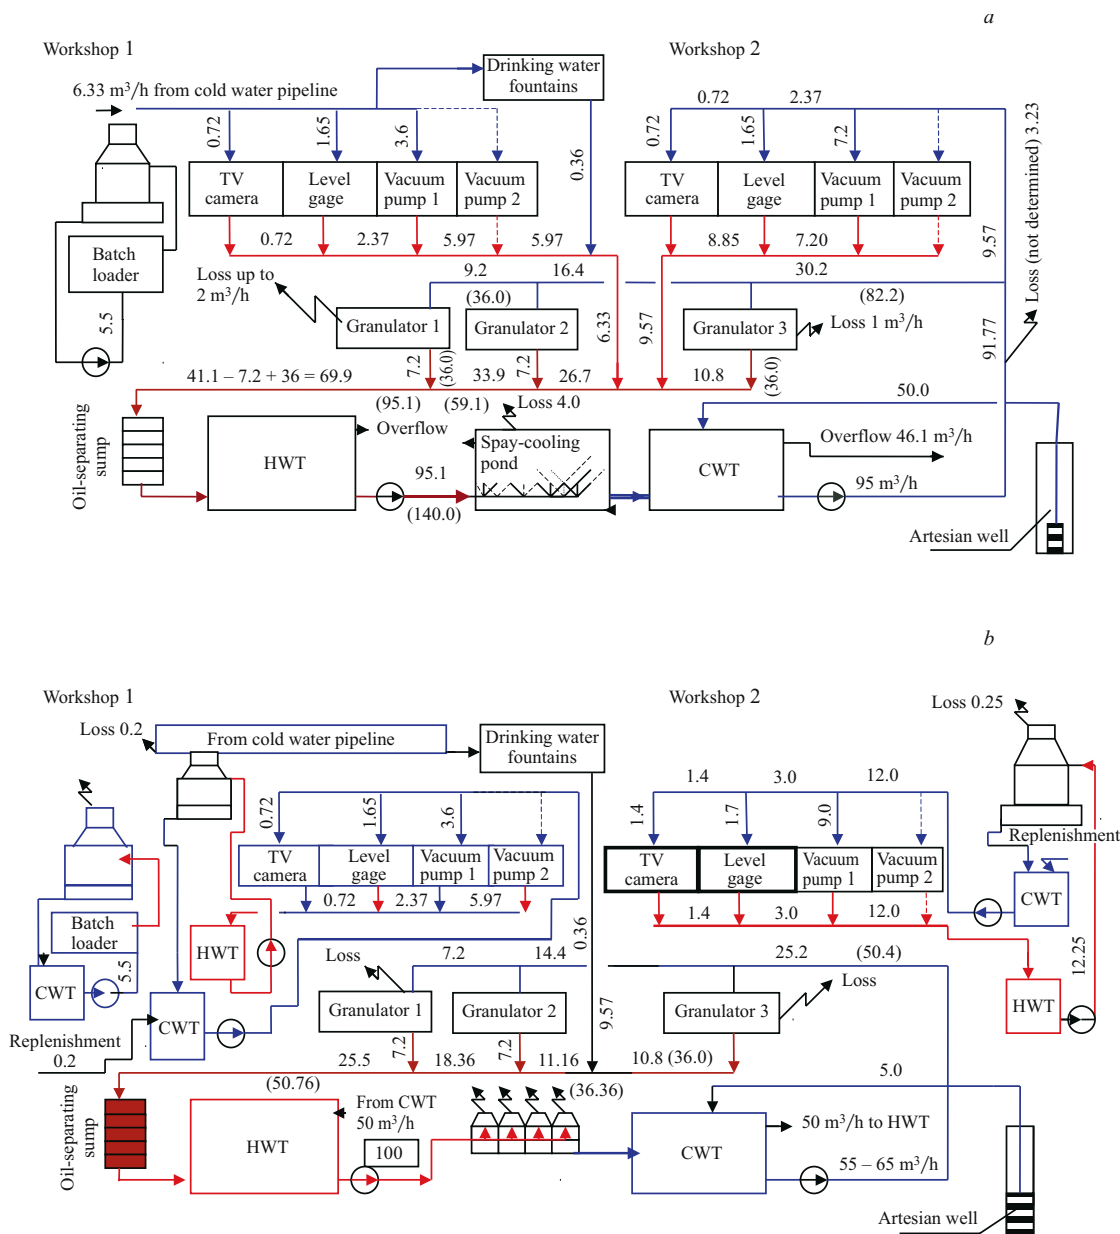 a
Workshop 1
Workshop 2
6.33 m³/h from cold water pipeline
Drinking water
fountains
0.72
1.65
3.6
0.36
0.72
2.37
0.72
1.65
7.2
Loss (not determined) 3.23
TV
camera
Level
gage
Vacuum
pump 1
Vacuum
pump 2
TV
camera
Level
gage
Vacuum
pump 1
Vacuum
pump 2
Batch
loader
5.5
0.72
2.37
5.97
5.97
8.85
7.20
9.57
Loss up to
2 m³/h
9.2
16.4
30.2
(36.0)
(82.2)
Granulator 1
Granulator 2
Granulator 3
Loss 1 m³/h
6.33
9.57
91.77
7.2
(36.0)
7.2
(36.0)
41.1 – 7.2 + 36 = 69.9
33.9
26.7
10.8
(95.1)
(59.1)
Loss 4.0
50.0
Oil-separating
sump
HWT
Overflow
Spay-cooling
pond
CWT
Overflow 46.1 m³/h
95.1
(140.0)
95 m³/h
Artesian well
b
Workshop 1
Workshop 2
Loss 0.2
From cold water pipeline
Drinking water
fountains
Loss 0.25
0.72
1.65
3.6
1.4
3.0
12.0
1.4
1.7
9.0
Replenishment
TV
camera
Level
gage
Vacuum
pump 1
Vacuum
pump 2
TV
camera
Level
gage
Vacuum
pump 1
Vacuum
pump 2
CWT
0.72
2.37
5.97
0.36
1.4
3.0
12.0
Batch
loader
5.5
HWT
CWT
CWT
Loss
7.2
14.4
25.2
(50.4)
Loss
12.25
HWT
Granulator 1
Granulator 2
Granulator 3
9.57
Replenishment
0.2
7.2
7.2
25.5
18.36
11.16
10.8 (36.0)
(50.76)
(36.36)
5.0
Oil-separating
sump
HWT
From CWT
50 m³/h
100
CWT
50 m³/h to HWT
55 – 65 m³/h
Artesian well